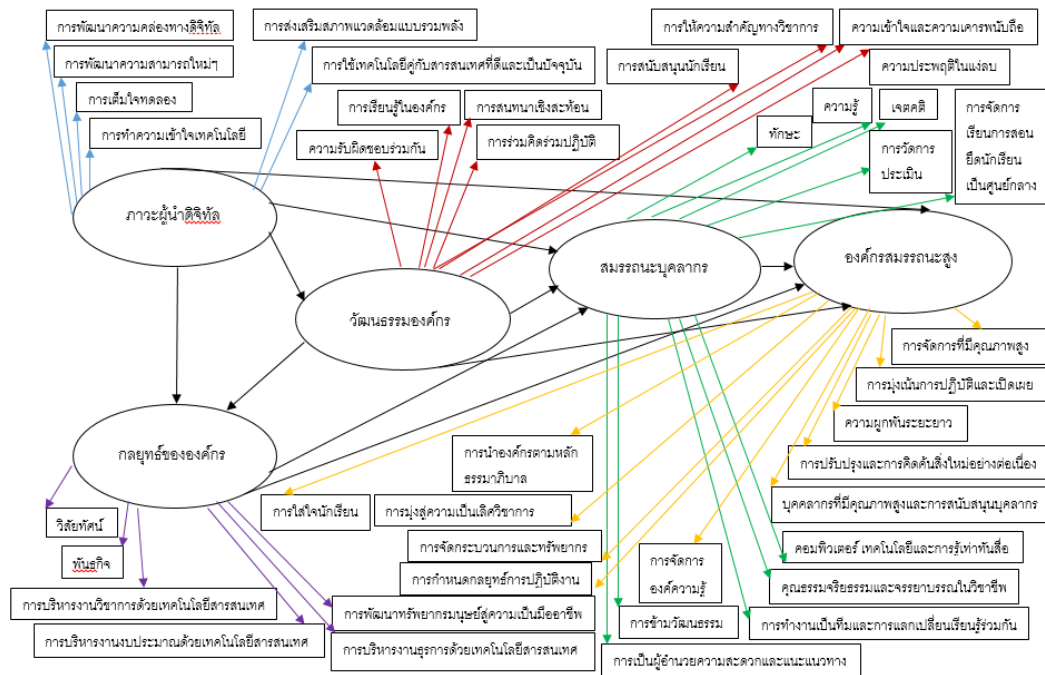 การพัฒนาความคล่องทางดิจิทัล
การส่งเสริมสภาพแวดล้อมแบบรวมพลัง
การให้ความสำคัญทางวิชาการ
ความเข้าใจและความเคารพนับถือ
การพัฒนาความสามารถใหม่ๆ
การใช้เทคโนโลยีคู่กับสารสนเทศที่ดีและเป็นปัจจุบัน
การสนับสนุนนักเรียน
ความประพฤติในแง่ลบ
การเต็มใจทดลอง
การเรียนรู้ในองค์กร
การสนทนาเชิงสะท้อน
ความรู้
เจตคติ
การจัดการ
เรียนการสอน
ยึดนักเรียน
เป็นศูนย์กลาง
การทำความเข้าใจเทคโนโลยี
ความรับผิดชอบร่วมกัน
การร่วมคิดร่วมปฏิบัติ
ทักษะ
การวัดการ
ประเมิน
ภาวะผู้นำดิจิทัล
วัฒนธรรมองค์กร
สมรรถนะบุคลากร
องค์กรสมรรถนะสูง
กลยุทธ์ขององค์กร
การจัดการที่มีคุณภาพสูง
การมุ่งเน้นการปฏิบัติและเปิดเผย
ความผูกพันระยะยาว
การนำองค์กรตามหลัก
ธรรมาภิบาล
การปรับปรุงและการคิดค้นสิ่งใหม่อย่างต่อเนื่อง
การใส่ใจนักเรียน
การมุ่งสู่ความเป็นเลิศวิชาการ
บุคลากรที่มีคุณภาพสูงและการสนับสนุนบุคลากร
วิสัยทัศน์
พันธกิจ
การจัดกระบวนการและทรัพยากร
การจัดการ
องค์ความรู้
คอมพิวเตอร์ เทคโนโลยีและการรู้เท่าทันสื่อ
การกำหนดกลยุทธ์การปฏิบัติงาน
คุณธรรมจริยธรรมและจรรยาบรรณในวิชาชีพ
การบริหารงานวิชาการด้วยเทคโนโลยีสารสนเทศ
การพัฒนาทรัพยากรมนุษย์สู่ความเป็นมืออาชีพ
การข้ามวัฒนธรรม
การทำงานเป็นทีมและการแลกเปลี่ยนเรียนรู้ร่วมกัน
การบริหารงบประมาณด้วยเทคโนโลยีสารสนเทศ
การบริหารงานธุรการด้วยเทคโนโลยีสารสนเทศ
การเป็นผู้อำนวยความสะดวกและแนะแนวทาง